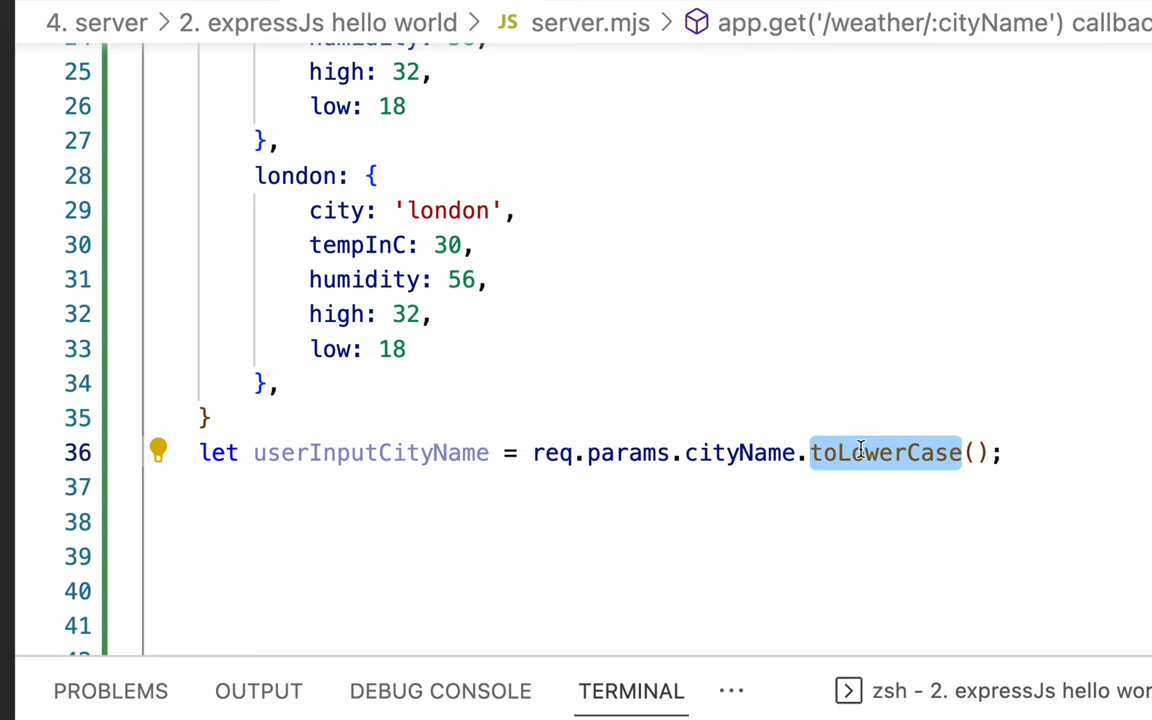 4. server > 2. expressJs hello world > JS server.mjs > app.get('/weather/:cityName') callbac
25 high: 32,
26 low: 18
27 },
28 london: {
29 city: 'london',
30 tempInC: 30,
31 humidity: 56,
32 high: 32,
33 low: 18
34 },
35 }
36 let userInputCityName = req.params.cityName.toLowerCase();
37
38
39
40
41
PROBLEMS OUTPUT DEBUG CONSOLE TERMINAL ··· zsh - 2. expressJs hello wor